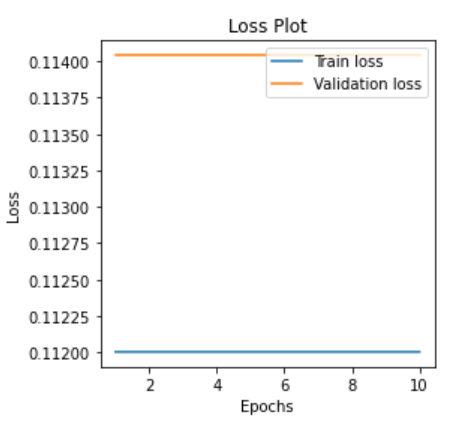 Loss Plot
Train loss
Validation loss
0.11400
0.11375
0.11350
0.11325
0.11300
0.11275
0.11250
0.11225
0.11200
Loss
2 4 6 8 10
Epochs